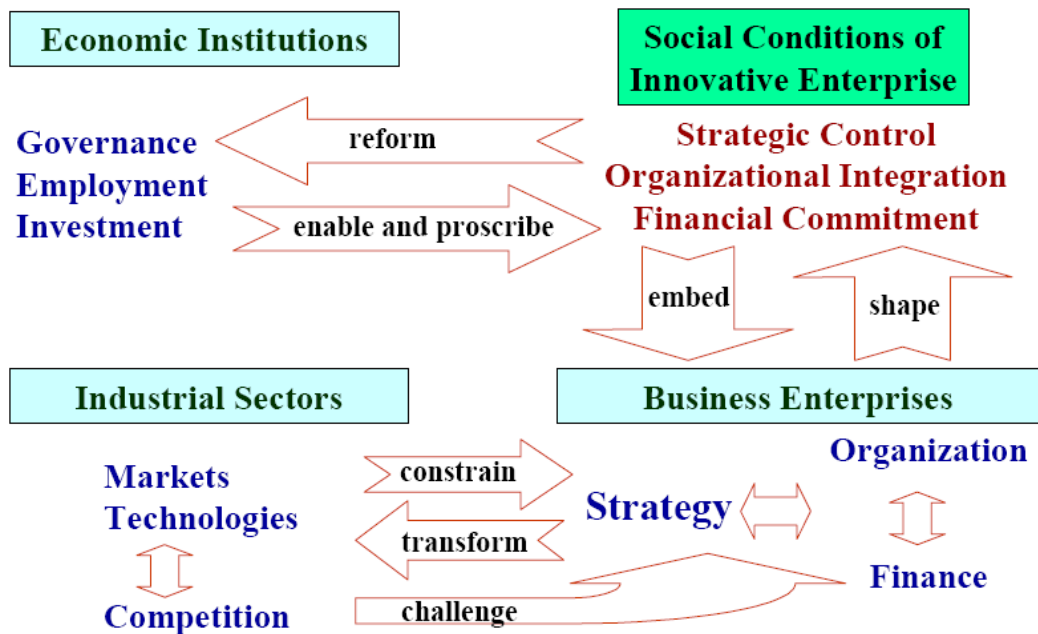 Economic Institutions
Social Conditions of
Innovative Enterprise
Governance
Employment
Investment
reform
enable and proscribe
Strategic Control
Organizational Integration
Financial Commitment
embed
shape
Industrial Sectors
Business Enterprises
Markets
Technologies
Competition
constrain
transform
challenge
Strategy
Organization
Finance